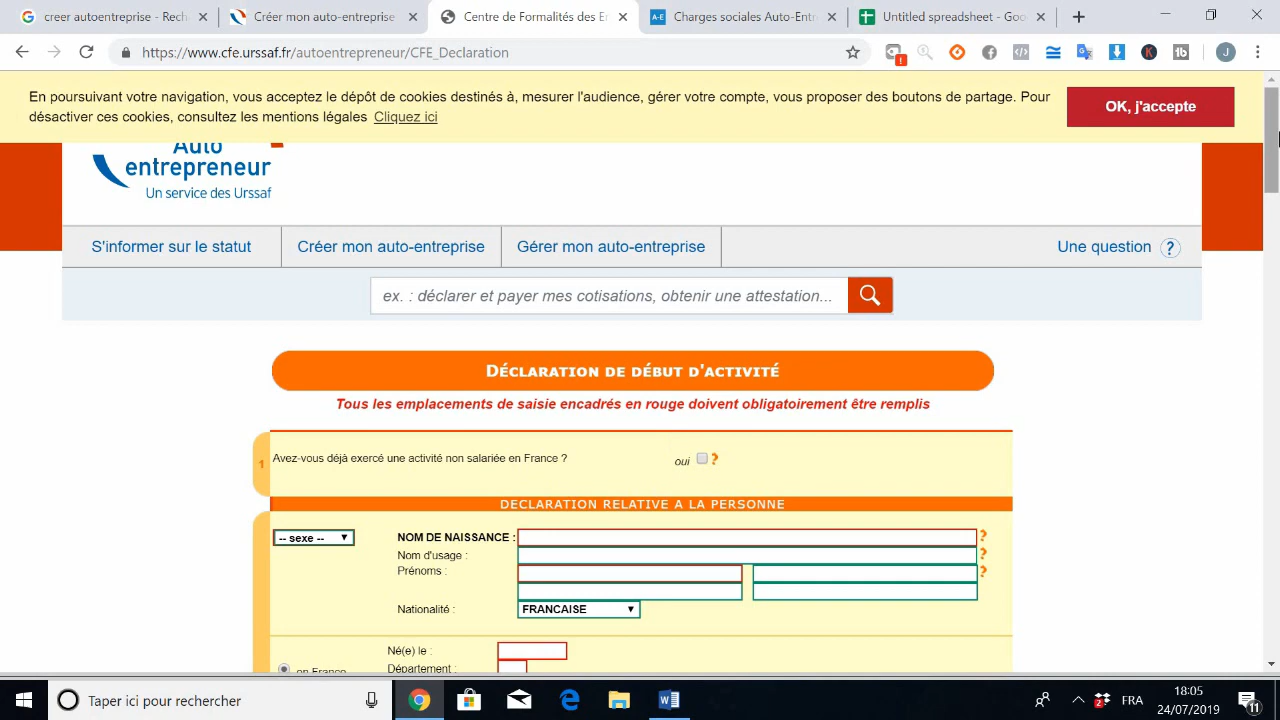 creer autoentreprise - Rech
Créer mon auto-entreprise
Centre de Formalités des En
Charges Sociales Auto-Entre
Untitled spreadsheet - Goo
https://www.cfe.urssaf.fr/autoentrepreneur/CFE_Declaration
J
En poursuivant votre navigation, vous acceptez le dépôt de cookies destinés à, mesurer l'audience, gérer votre compte, vous proposer des boutons de partage. Pour
désactiver ces cookies, consultez les mentions légales Cliquez ici
OK, j'accepte
Auto
entrepreneur
Un service des Urssaf
S'informer sur le statut
Créer mon auto-entreprise
Gérer mon auto-entreprise
Une question ?
ex. : déclarer et payer mes cotisations, obtenir une attestation...
Déclaration de début d'activité
Tous les emplacements de saisie encadrés en rouge doivent obligatoirement être remplis
1 Avez-vous déjà exercé une activité non salariée en France ? oui ?
DECLARATION RELATIVE A LA PERSONNE
-- sexe -- NOM DE NAISSANCE : ?
Nom d'usage : ?
Prénoms : ?
Nationalité : FRANCAISE
Né(e) le :
en France Département :
Taper ici pour rechercher
FRA
18:05
24/07/2019
11